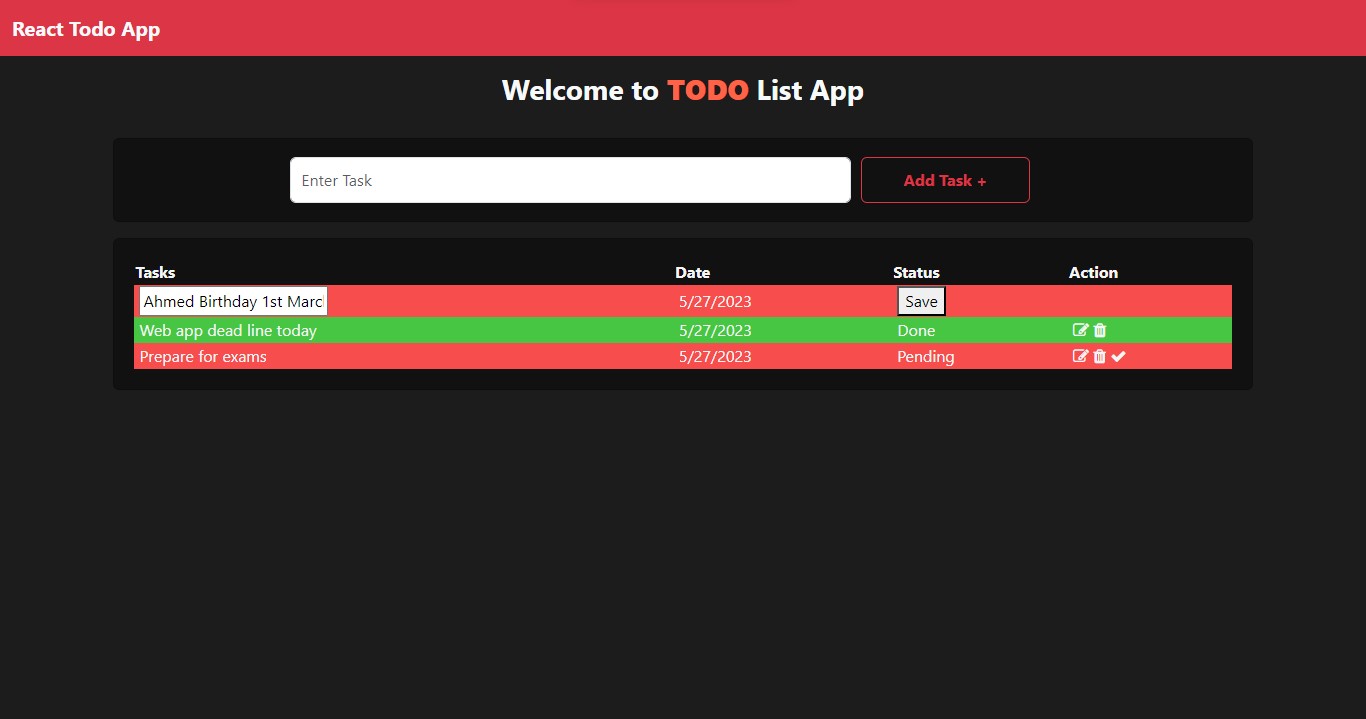 React Todo App
Welcome to TODO List App
Enter Task
Add Task +
Tasks Date Status Action
Ahmed Birthday 1st Marc 5/27/2023 Save
Web app dead line today 5/27/2023 Done
Prepare for exams 5/27/2023 Pending